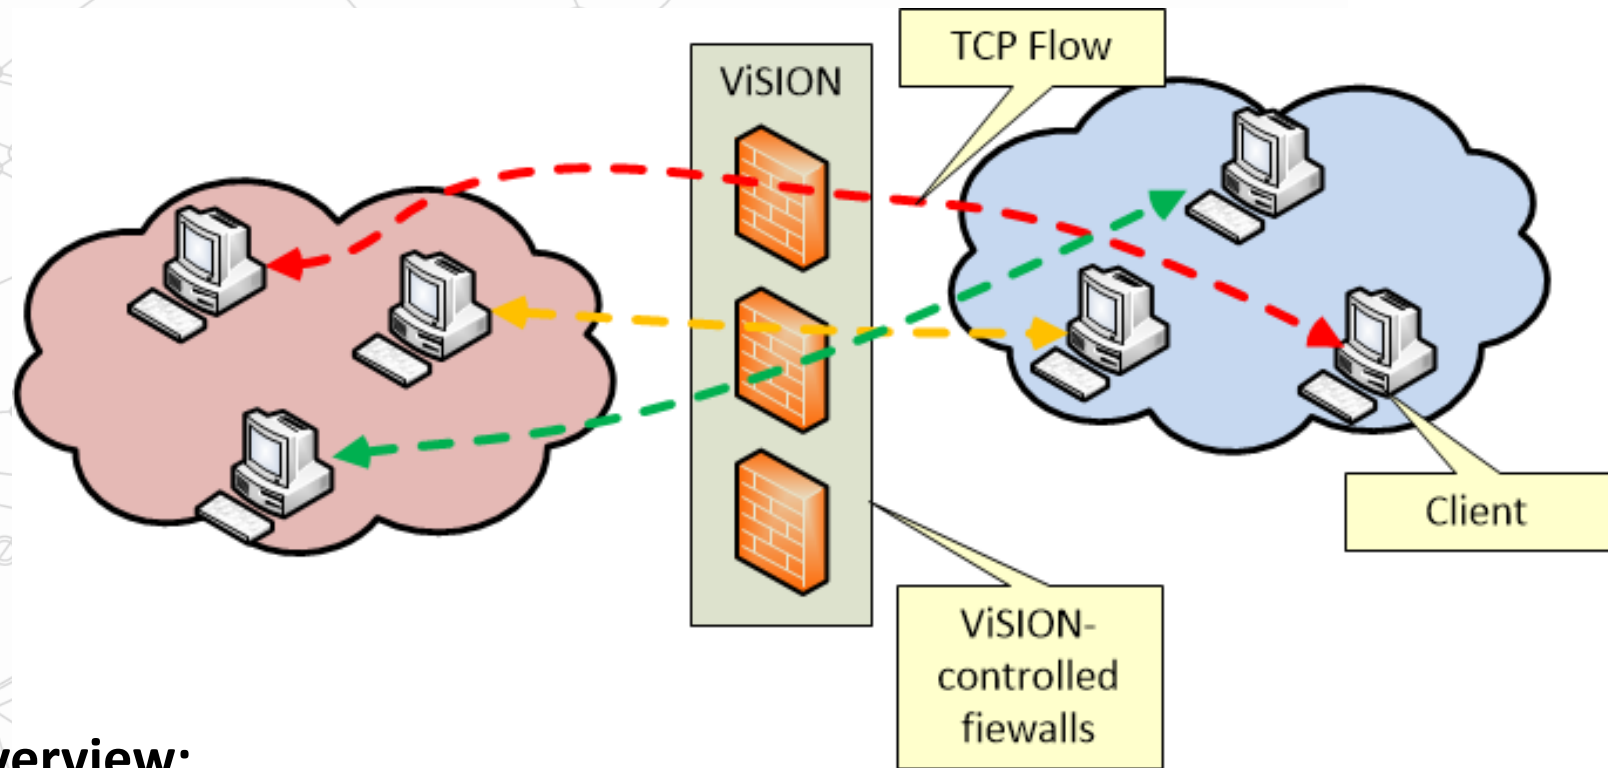 TCP Flow
ViSION
Client
ViSION-
controlled
fiewalls
verview: